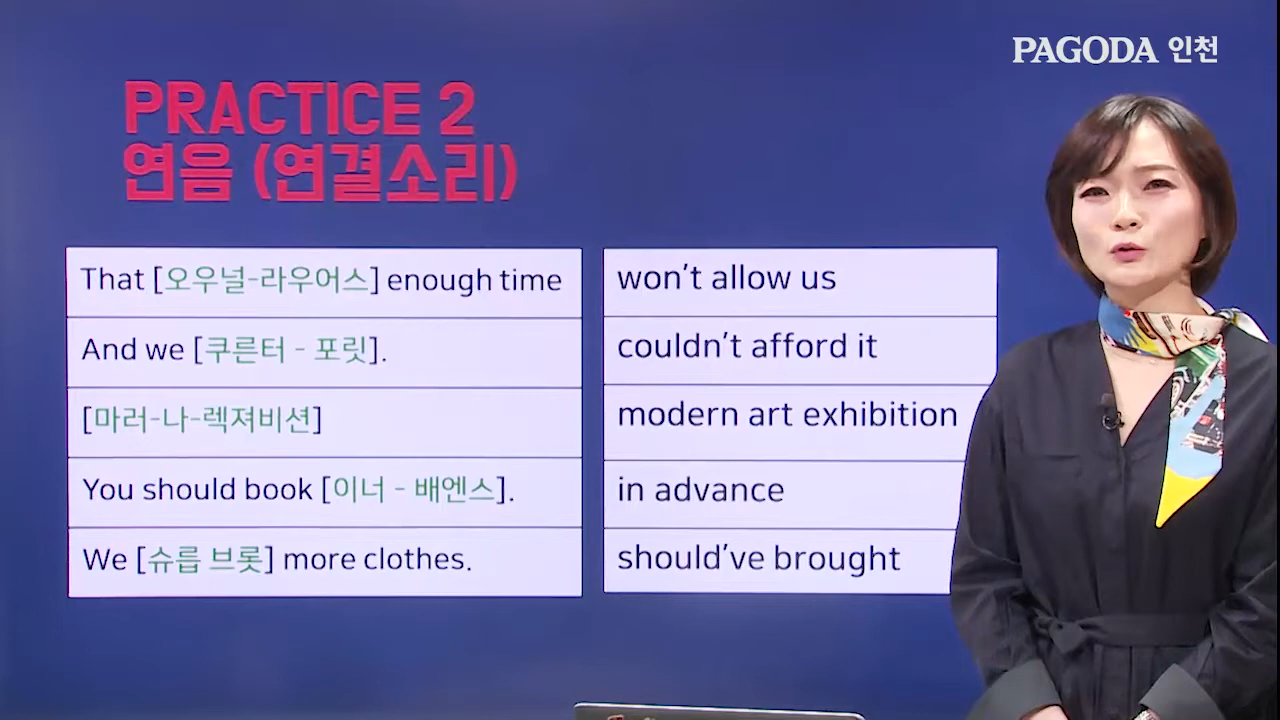 PAGODA 인천
PRACTICE 2
연음 (연결소리)
That [오우널-라우어스] enough time
won't allow us
And we [쿠른터 - 포릿].
couldn't afford it
[마러-나-렉져비션]
modern art exhibition
You should book [이너 - 배엔스].
in advance
We [슈릅 브롯] more clothes.
should've brought